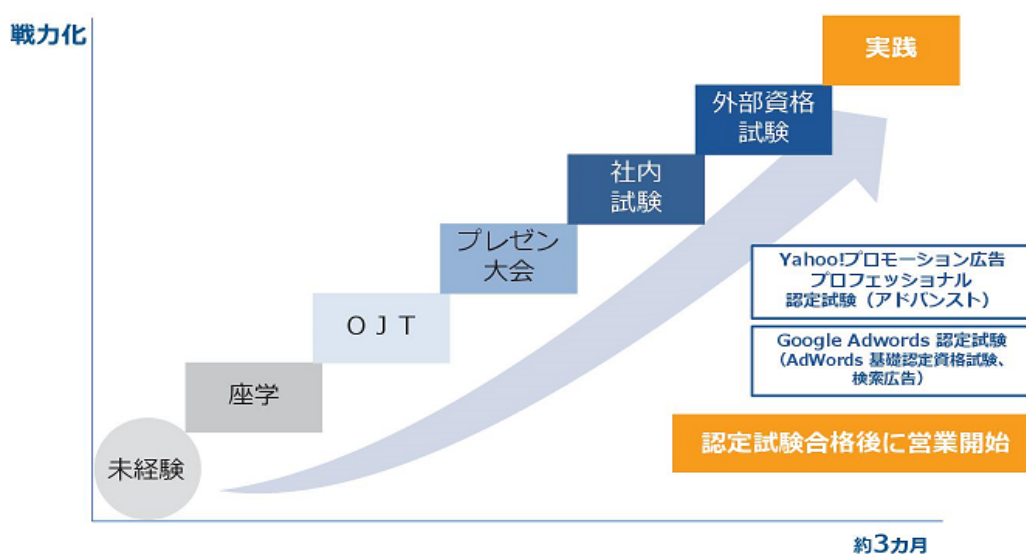 戦力化
実践
外部資格
試験
社内
試験
プレゼン
大会
ＯＪＴ
座学
未経験
Yahoo!プロモーション広告
プロフェッショナル
認定試験（アドバンスト）
Google Adwords 認定試験
（AdWords 基礎認定資格試験、
検索広告）
認定試験合格後に営業開始
約3カ月